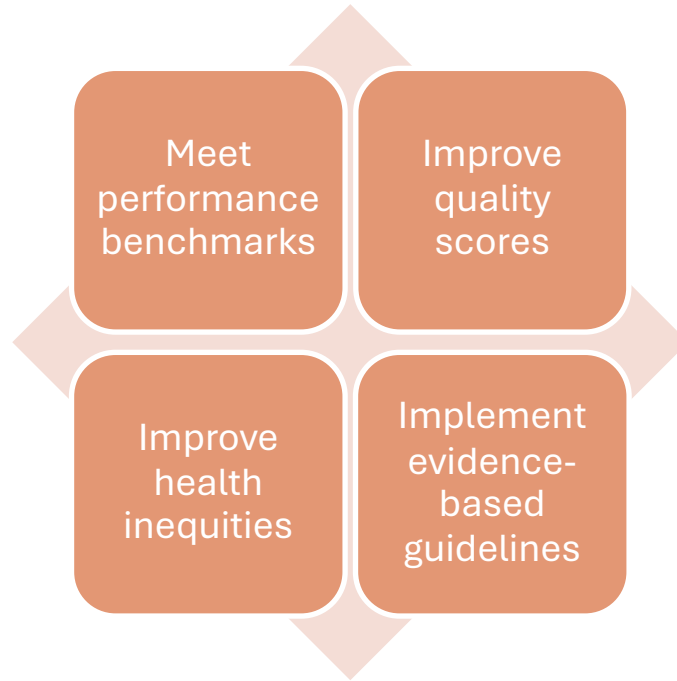 Meet
performance
benchmarks
Improve
quality
scores
Improve
health
inequities
Implement
evidence-
based
guidelines